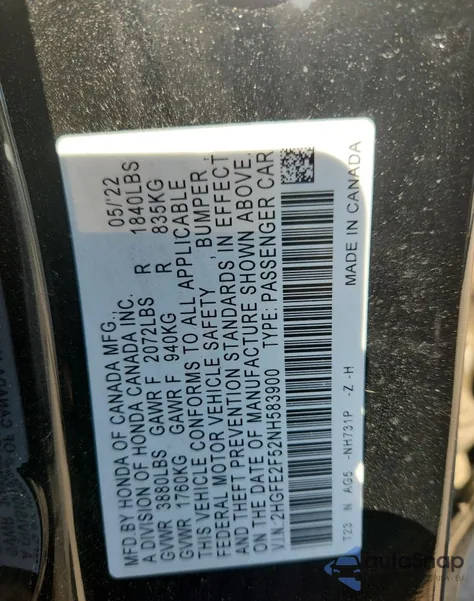 MFD.BY HONDA OF CANADA MFG.,
A DIVISION OF HONDA CANADA INC. 05/'22
GVWR 3880LBS GAWR F 2072LBS R 1840LBS
GVWR 1760KG GAWR F 940KG R 835KG
THIS VEHICLE CONFORMS TO ALL APPLICABLE
FEDERAL MOTOR VEHICLE SAFETY , BUMPER ,
AND THEFT PREVENTION STANDARDS IN EFFECT
ON THE DATE OF MANUFACTURE SHOWN ABOVE.
V.I.N. 2HGFE2F52NH583900 TYPE: PASSENGER CAR
T23 N AG5 -NH731P -Z -H
MADE IN CANADA
autoSnap